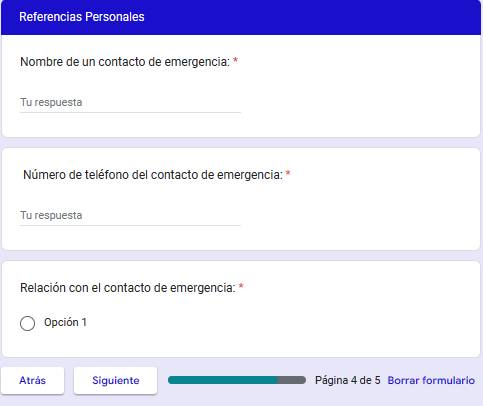 Referencias Personales
Nombre de un contacto de emergencia: *
Tu respuesta
Número de teléfono del contacto de emergencia: *
Tu respuesta
Relación con el contacto de emergencia: *
Opción 1
Atrás Siguiente Página 4 de 5 Borrar formulario